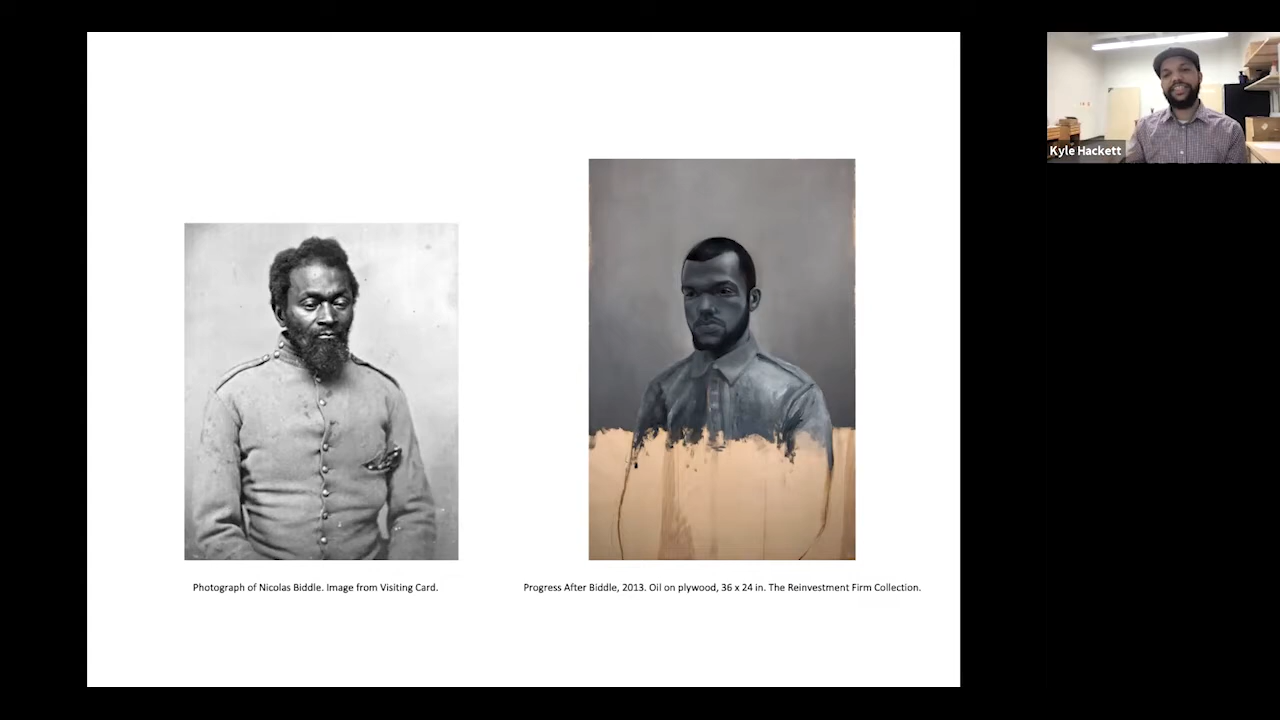 Kyle Hackett
Photograph of Nicolas Biddle. Image from Visiting Card.
Progress After Biddle, 2013. Oil on plywood, 36 x 24 in. The Reinvestment Firm Collection.